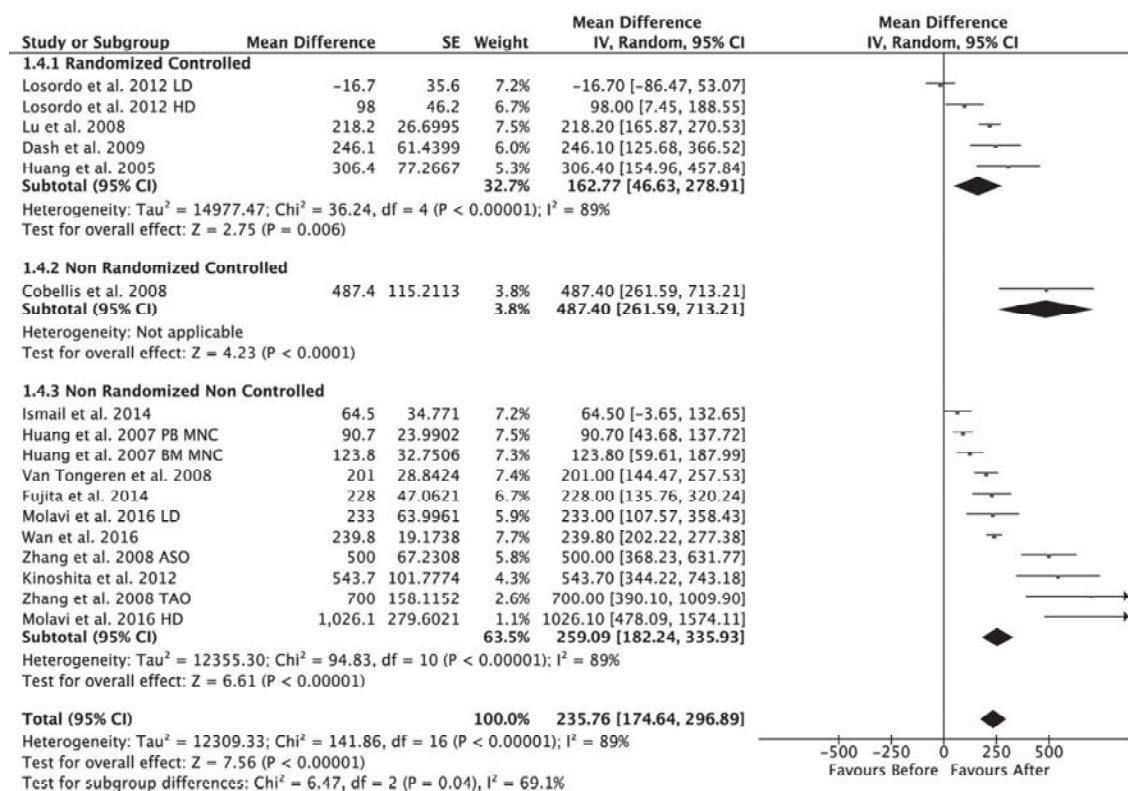 Mean Difference Mean Difference
Study or Subgroup Mean Difference SE Weight IV, Random, 95% CI IV, Random, 95% CI
1.4.1 Randomized Controlled
Losordo et al. 2012 LD −16.7 35.6 7.2% −16.70 [−86.47, 53.07]
Losordo et al. 2012 HD 98 46.2 6.7% 98.00 [7.45, 188.55]
Lu et al. 2008 218.2 26.6995 7.5% 218.20 [165.87, 270.53]
Dash et al. 2009 246.1 61.4399 6.0% 246.10 [125.68, 366.52]
Huang et al. 2005 306.4 77.2667 5.3% 306.40 [154.96, 457.84]
Subtotal (95% CI) 32.7% 162.77 [46.63, 278.91]
Heterogeneity: Tau² = 14977.47; Chi² = 36.24, df = 4 (P < 0.00001); I² = 89%
Test for overall effect: Z = 2.75 (P = 0.006)
1.4.2 Non Randomized Controlled
Cobellis et al. 2008 487.4 115.2113 3.8% 487.40 [261.59, 713.21]
Subtotal (95% CI) 3.8% 487.40 [261.59, 713.21]
Heterogeneity: Not applicable
Test for overall effect: Z = 4.23 (P < 0.0001)
1.4.3 Non Randomized Non Controlled
Ismail et al. 2014 64.5 34.771 7.2% 64.50 [−3.65, 132.65]
Huang et al. 2007 PB MNC 90.7 23.9902 7.5% 90.70 [43.68, 137.72]
Huang et al. 2007 BM MNC 123.8 32.7506 7.3% 123.80 [59.61, 187.99]
Van Tongeren et al. 2008 201 28.8424 7.4% 201.00 [144.47, 257.53]
Fujita et al. 2014 228 47.0621 6.7% 228.00 [135.76, 320.24]
Molavi et al. 2016 LD 233 63.9961 5.9% 233.00 [107.57, 358.43]
Wan et al. 2016 239.8 19.1738 7.7% 239.80 [202.22, 277.38]
Zhang et al. 2008 ASO 500 67.2308 5.8% 500.00 [368.23, 631.77]
Kinoshita et al. 2012 543.7 101.7774 4.3% 543.70 [344.22, 743.18]
Zhang et al. 2008 TAO 700 158.1152 2.6% 700.00 [390.10, 1009.90]
Molavi et al. 2016 HD 1,026.1 279.6021 1.1% 1026.10 [478.09, 1574.11]
Subtotal (95% CI) 63.5% 259.09 [182.24, 335.93]
Heterogeneity: Tau² = 12355.30; Chi² = 94.83, df = 10 (P < 0.00001); I² = 89%
Test for overall effect: Z = 6.61 (P < 0.00001)
Total (95% CI) 100.0% 235.76 [174.64, 296.89]
Heterogeneity: Tau² = 12309.33; Chi² = 141.86, df = 16 (P < 0.00001); I² = 89%
Test for overall effect: Z = 7.56 (P < 0.00001)
Test for subgroup differences: Chi² = 6.47, df = 2 (P = 0.04), I² = 69.1%
−500 −250 0 250 500
Favours Before Favours After